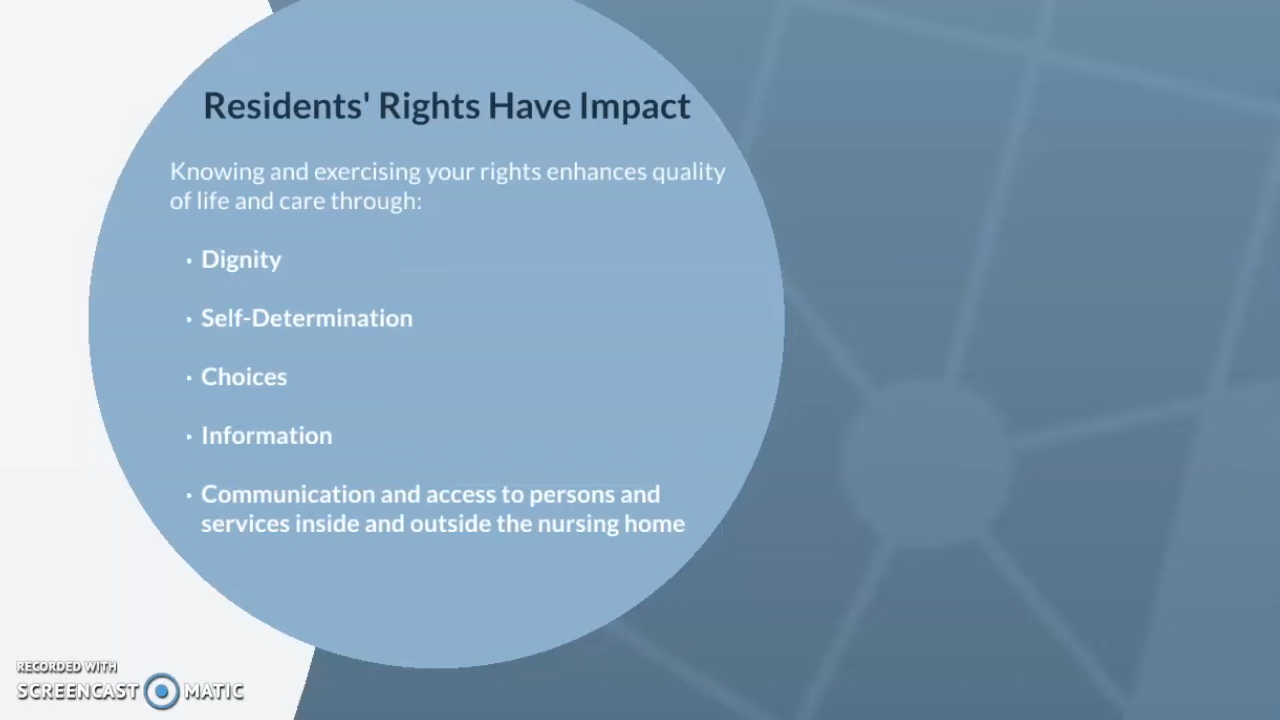 Residents' Rights Have Impact
Knowing and exercising your rights enhances quality
of life and care through:
· Dignity
· Self-Determination
· Choices
· Information
· Communication and access to persons and
services inside and outside the nursing home
RECORDED WITH
SCREENCAST MATIC